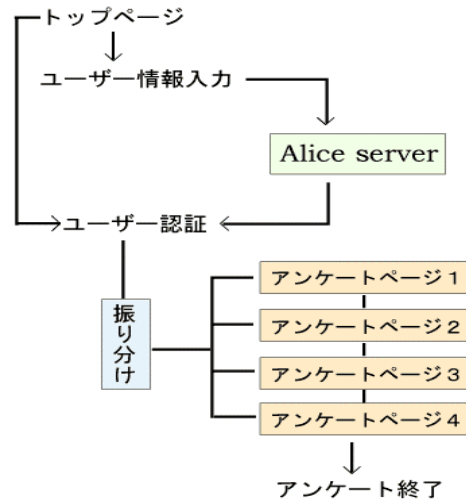 トップページ
ユーザー情報入力
Alice server
ユーザー認証
振り分け
アンケートページ1
アンケートページ2
アンケートページ3
アンケートページ4
アンケート終了